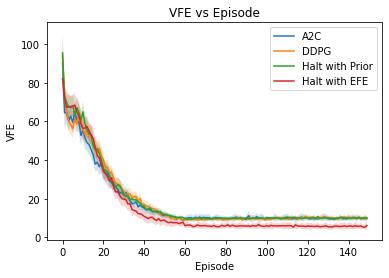 VFE vs Episode
A2C
DDPG
Halt with Prior
Halt with EFE
VFE
100
80
60
40
20
0
0 20 40 60 80 100 120 140
Episode